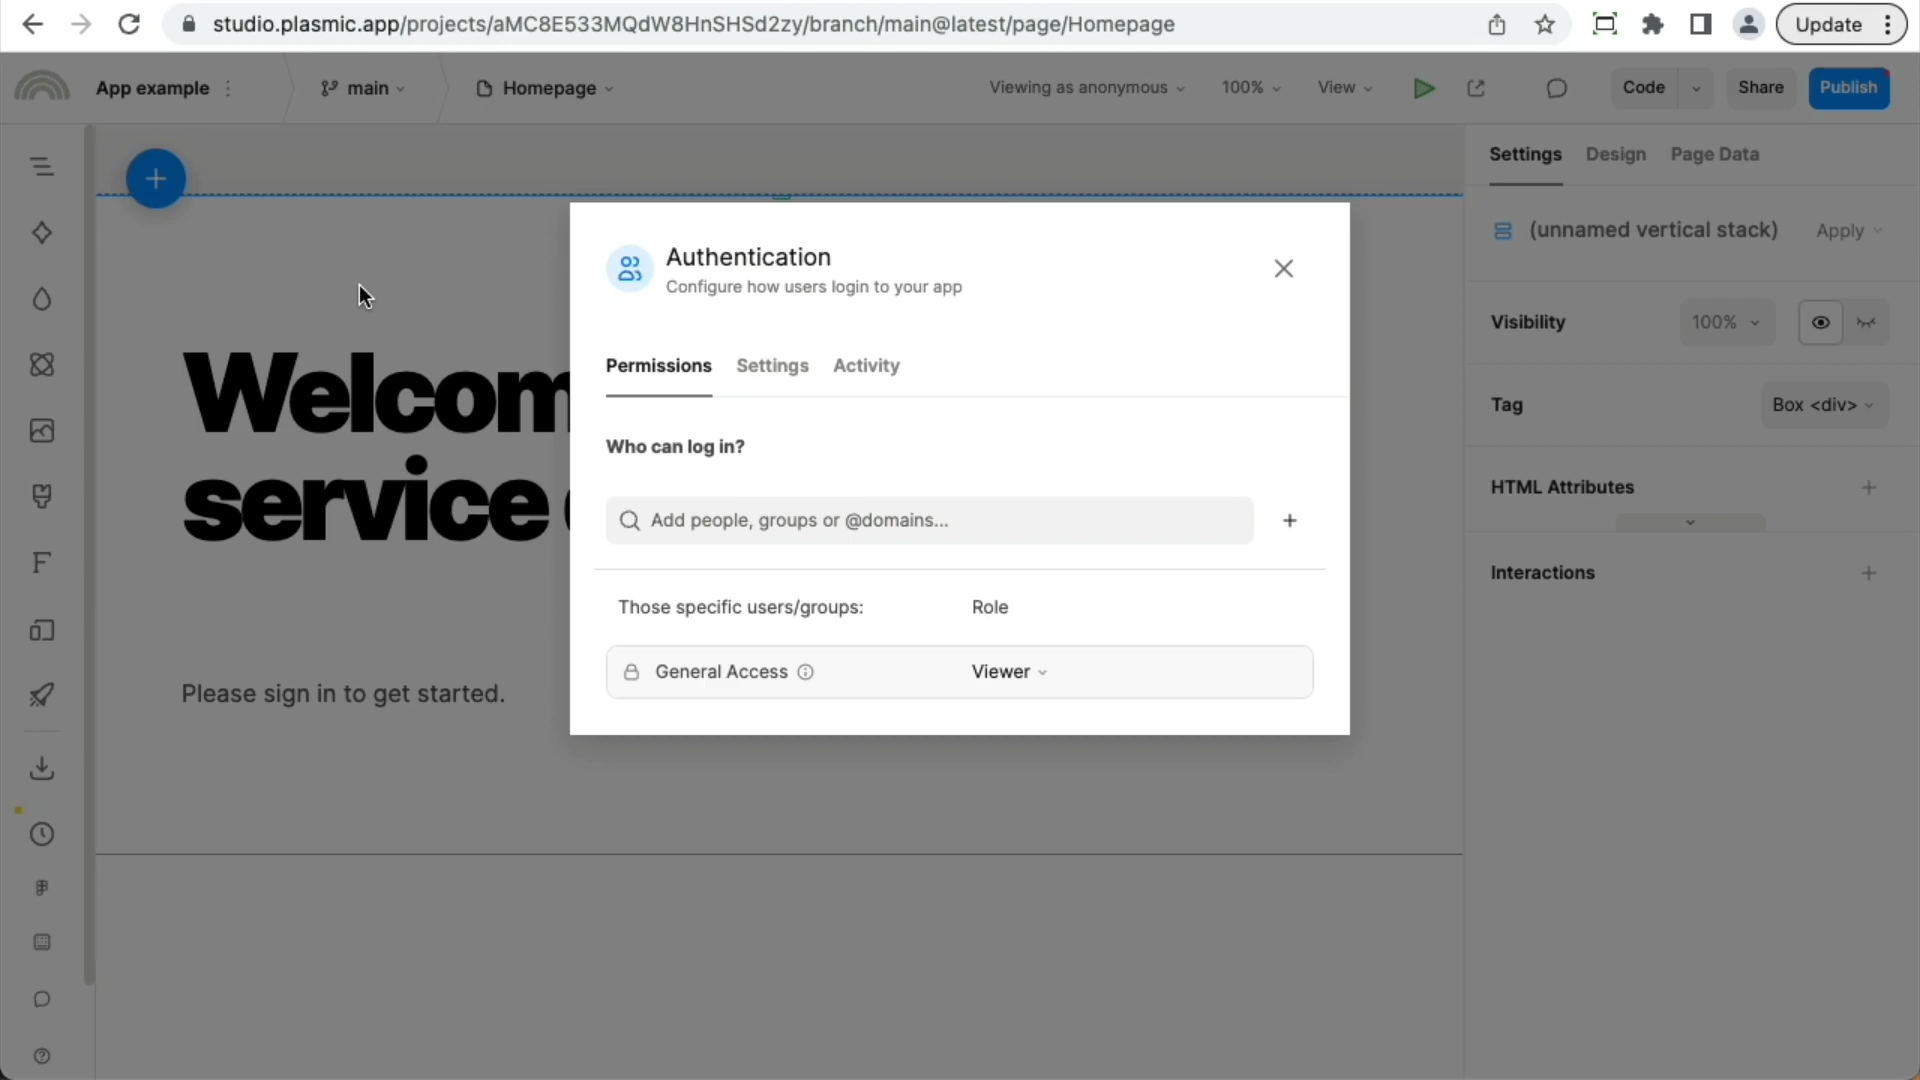 studio.plasmic.app/projects/aMC8E533MQdW8HnSHSd2zy/branch/main@latest/page/Homepage
Update
App example
main
Homepage
Viewing as anonymous
100%
View
Code
Share
Publish
Settings
Design
Page Data
(unnamed vertical stack)
Apply
Visibility
100%
Tag
Box <div>
HTML Attributes
Interactions
Welcom
service
Please sign in to get started.
Authentication
Configure how users login to your app
Permissions
Settings
Activity
Who can log in?
Add people, groups or @domains...
Those specific users/groups:
Role
General Access
Viewer